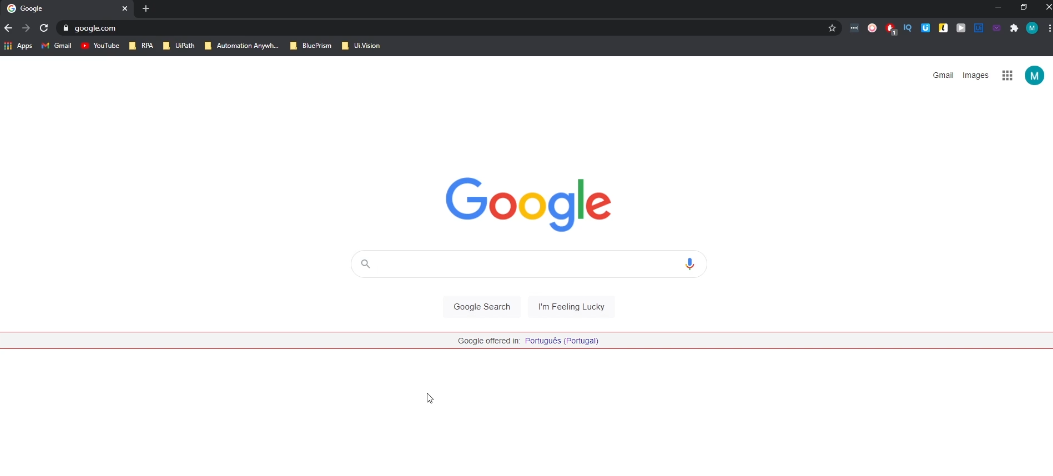 Google
google.com
Apps Gmail YouTube RPA UiPath Automation Anywh... BluePrism Ui.Vision
Gmail Images M
Google
Google Search I'm Feeling Lucky
Google offered in: Português (Portugal)